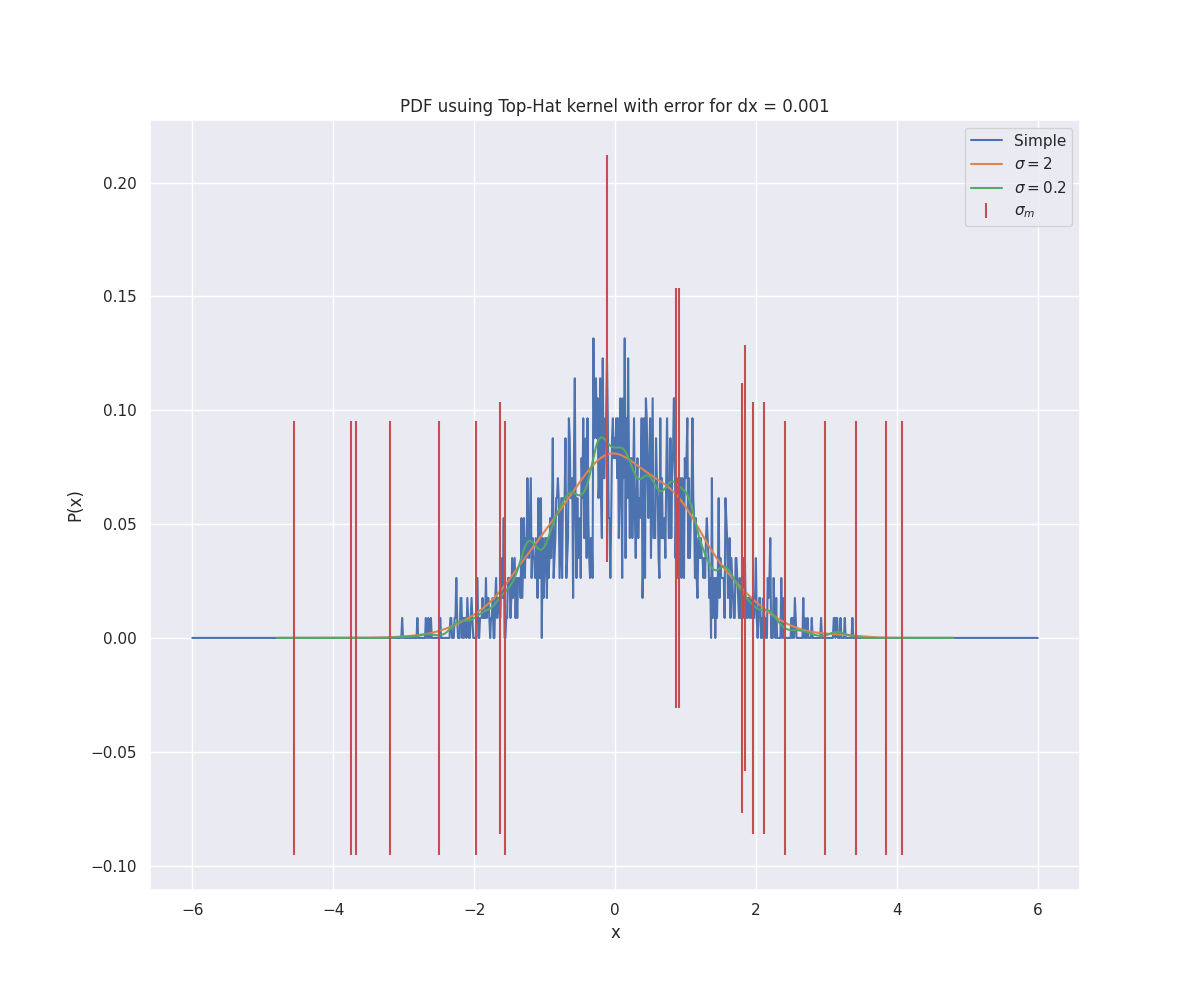 PDF usuing Top-Hat kernel with error for dx = 0.001
Simple
σ = 2
σ = 0.2
σₘ
P(x)
0.20
0.15
0.10
0.05
0.00
−0.05
−0.10
−6 −4 −2 0 2 4 6
x